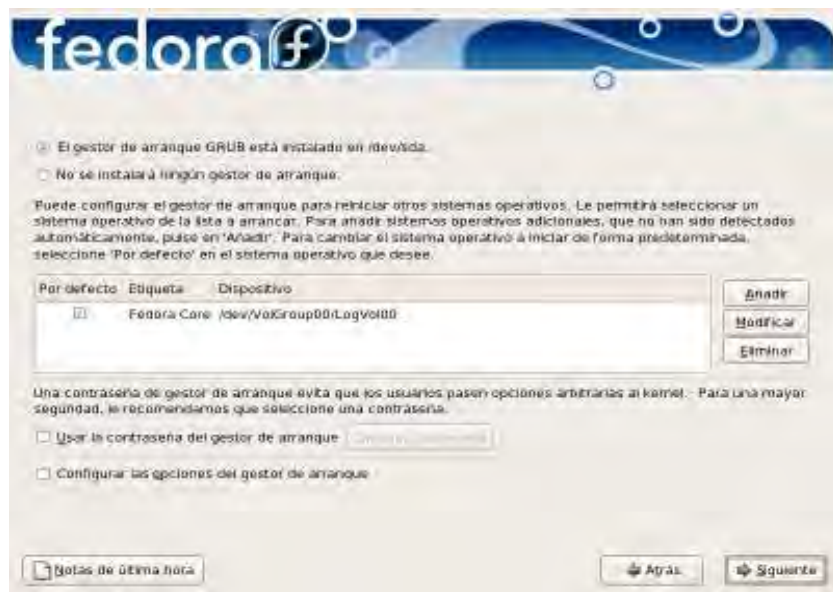 fedora
El gestor de arranque GRUB está instalado en /dev/sda.
No se instalará ningún gestor de arranque.
Puede configurar el gestor de arranque para reiniciar otros sistemas operativos. Le permitirá seleccionar un
sistema operativo de la lista a arrancar. Para añadir sistemas operativos adicionales, que no han sido detectados
automáticamente, pulse en 'Añadir'. Para cambiar el sistema operativo a iniciar de forma predeterminada,
seleccione 'Por defecto' en el sistema operativo que desee.
Por defecto Etiqueta Dispositivo
Fedora Core /dev/VolGroup00/LogVol00
Añadir
Modificar
Eliminar
Una contraseña de gestor de arranque evita que los usuarios pasen opciones arbitrarias al kernel. Para una mayor
seguridad, le recomendamos que seleccione una contraseña.
Usar la contraseña del gestor de arranque
Configurar las opciones del gestor de arranque
Notas de última hora
Atrás
Siguiente